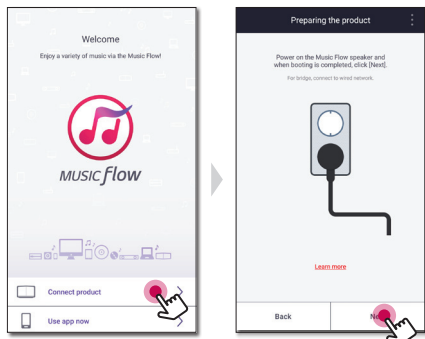 Welcome
Enjoy a variety of music via the Music Flow!
MUSIC flow
Connect product
Use app now
Preparing the product
Power on the Music Flow speaker and
when booting is completed, click [Next].
For bridge, connect to wired network.
Learn more
Back